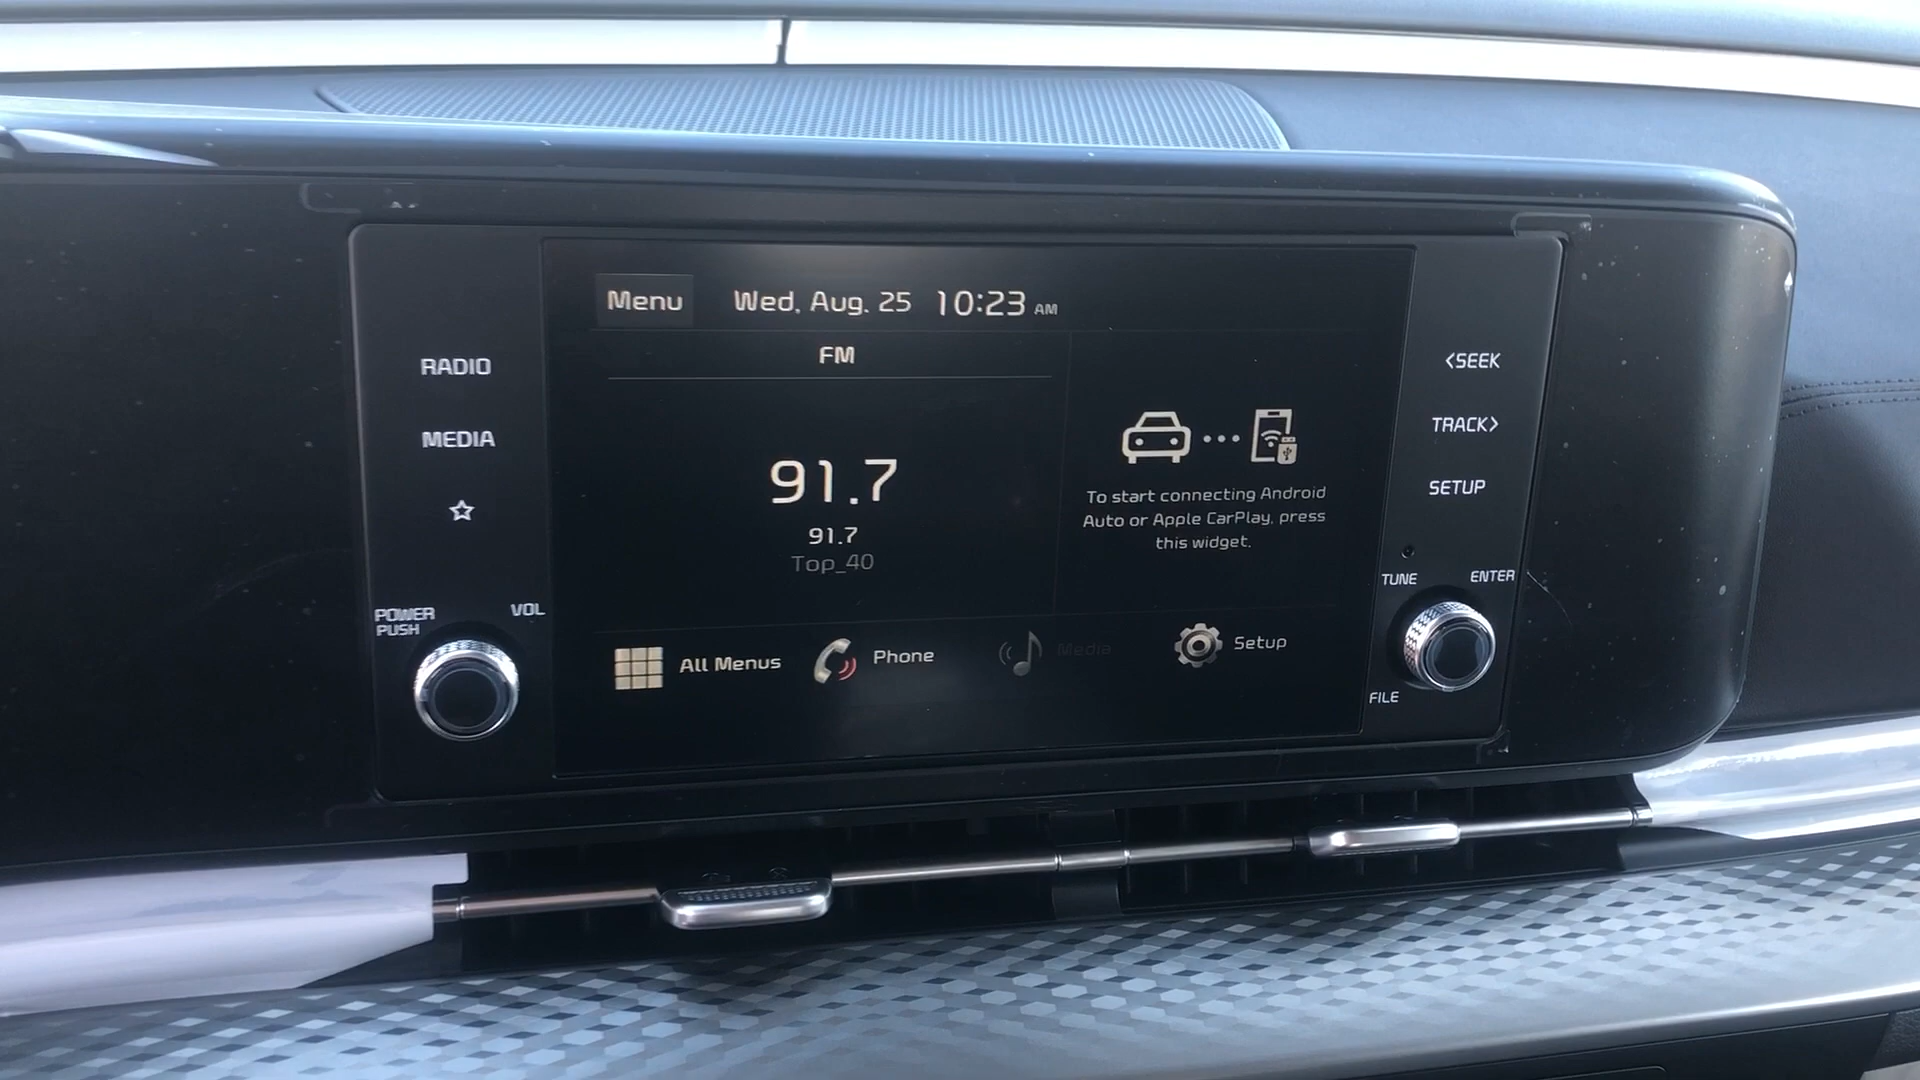 Menu
Wed, Aug. 25 10:23 AM
FM
91.7
91.7
Top_40
To start connecting Android
Auto or Apple CarPlay, press
this widget.
All Menus
Phone
Media
Setup
RADIO
MEDIA
POWER
PUSH
VOL
<SEEK
TRACK>
SETUP
TUNE
ENTER
FILE